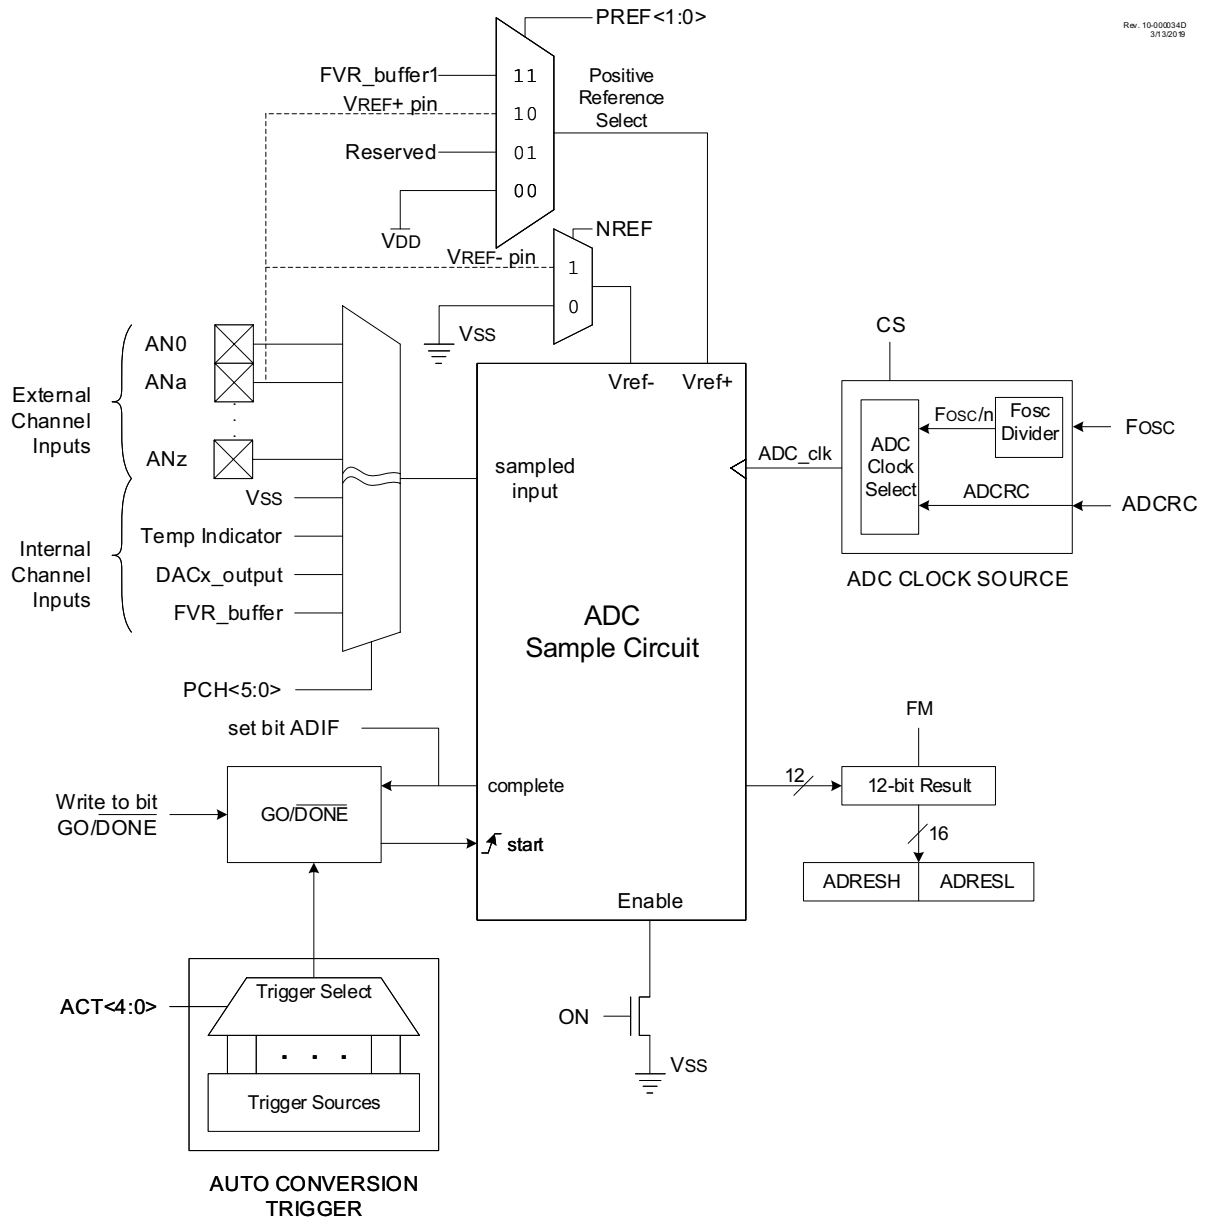 Rev. 10-000034D
3/13/2019
PREF<1:0>
FVR_buffer1
11
Positive
Reference
Select
VREF+ pin
10
Reserved
01
00
VDD
NREF
VREF- pin
1
0
VSS
External
Channel
Inputs
AN0
ANa
ANz
Internal
Channel
Inputs
VSS
Temp Indicator
DACx_output
FVR_buffer
PCH<5:0>
Vref-
Vref+
sampled
input
ADC
Sample Circuit
ADC_clk
CS
ADC
Clock
Select
FOSC/n
Fosc
Divider
FOSC
ADCRC
ADCRC
ADC CLOCK SOURCE
set bit ADIF
Write to bit
GO/DONE
GO/DONE
complete
start
Enable
12
FM
12-bit Result
16
ADRESH
ADRESL
ACT<4:0>
Trigger Select
. . .
Trigger Sources
AUTO CONVERSION
TRIGGER
ON
VSS